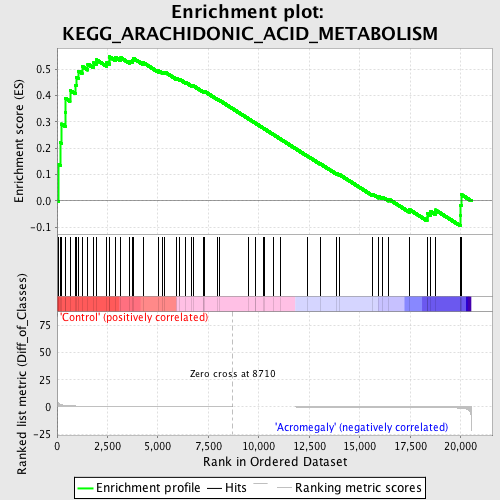 Enrichment plot:
KEGG_ARACHIDONIC_ACID_METABOLISM
Enrichment score (ES)
0.5
0.4
0.3
0.2
0.1
0.0
-0.1
'Control' (positively correlated)
Ranked list metric (Diff_of_Classes)
75
50
25
0
-25
Zero cross at 8710
'Acromegaly' (negatively correlated)
0 2,500 5,000 7,500 10,000 12,500 15,000 17,500 20,000
Rank in Ordered Dataset
Enrichment profile Hits Ranking metric scores